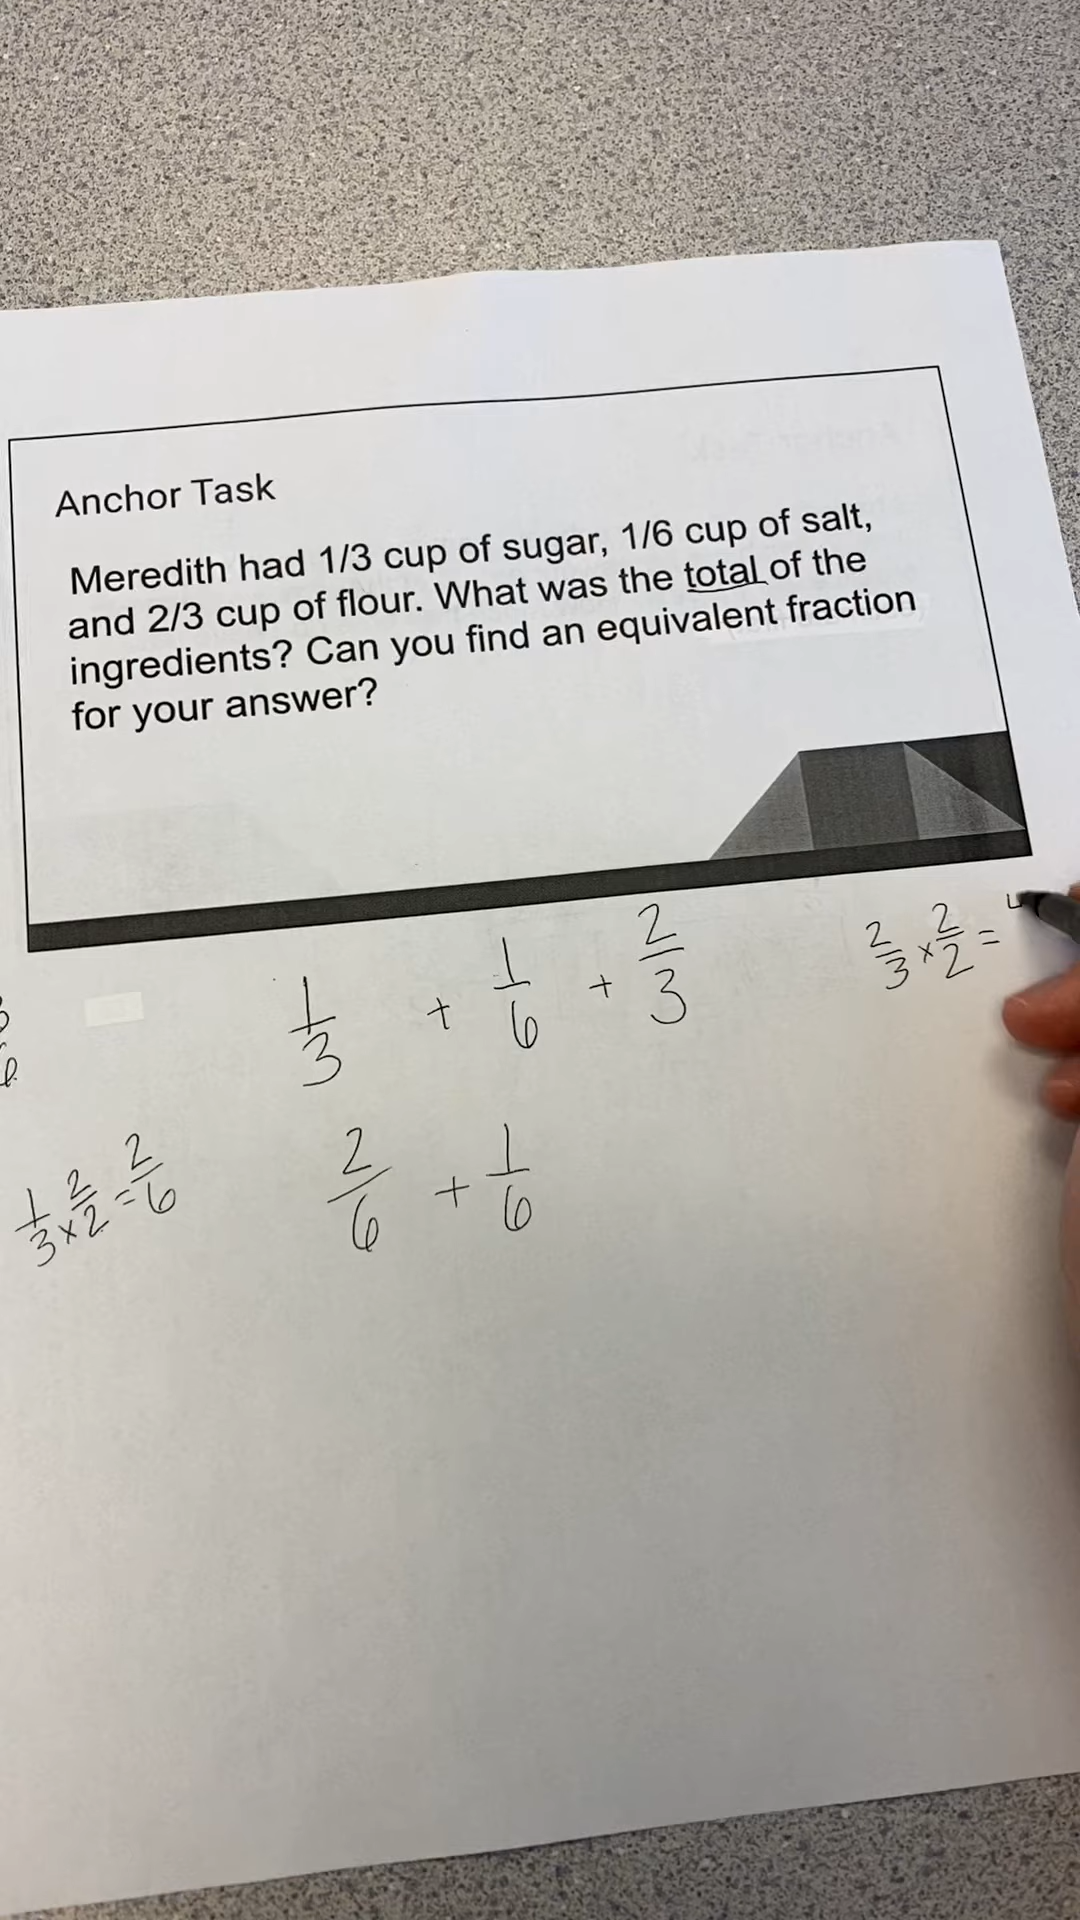 Anchor Task
Meredith had 1/3 cup of sugar, 1/6 cup of salt,
and 2/3 cup of flour. What was the total of the
ingredients? Can you find an equivalent fraction
for your answer?
1/3 + 1/6 + 2/3
2/3 × 2/2 = 4
1/3 × 2/2 = 2/6
2/6 + 1/6